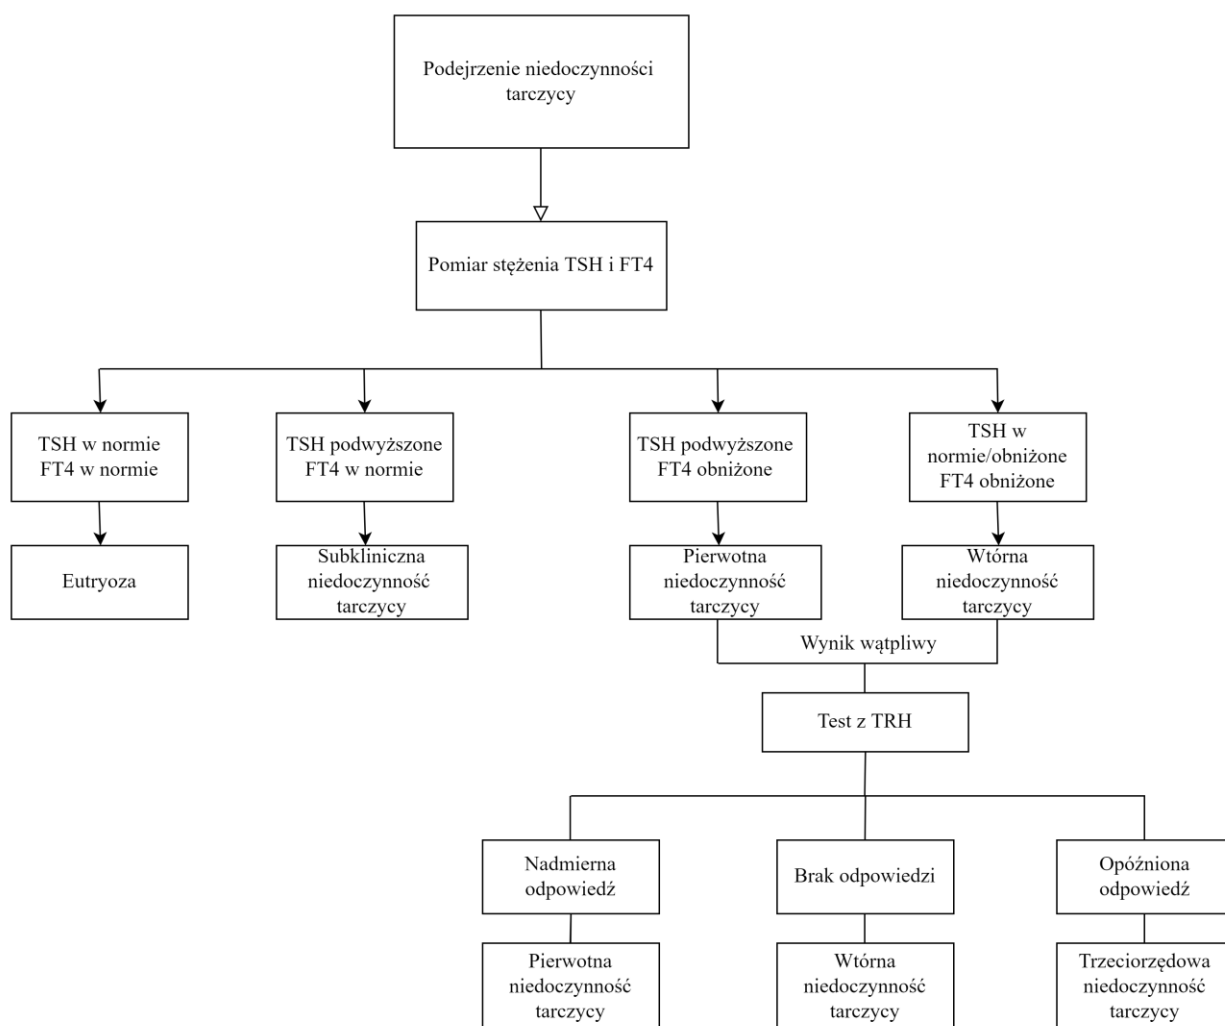 Podejrzenie niedoczynności
tarczycy
Pomiar stężenia TSH i FT4
TSH w normie
FT4 w normie
TSH podwyższone
FT4 w normie
TSH podwyższone
FT4 obniżone
TSH w
normie/obniżone
FT4 obniżone
Eutryoza
Subkliniczna
niedoczynność
tarczycy
Pierwotna
niedoczynność
tarczycy
Wtórna
niedoczynność
tarczycy
Wynik wątpliwy
Test z TRH
Nadmierna
odpowiedź
Brak odpowiedzi
Opóźniona
odpowiedź
Pierwotna
niedoczynność
tarczycy
Wtórna
niedoczynność
tarczycy
Trzeciorzędowa
niedoczynność
tarczycy